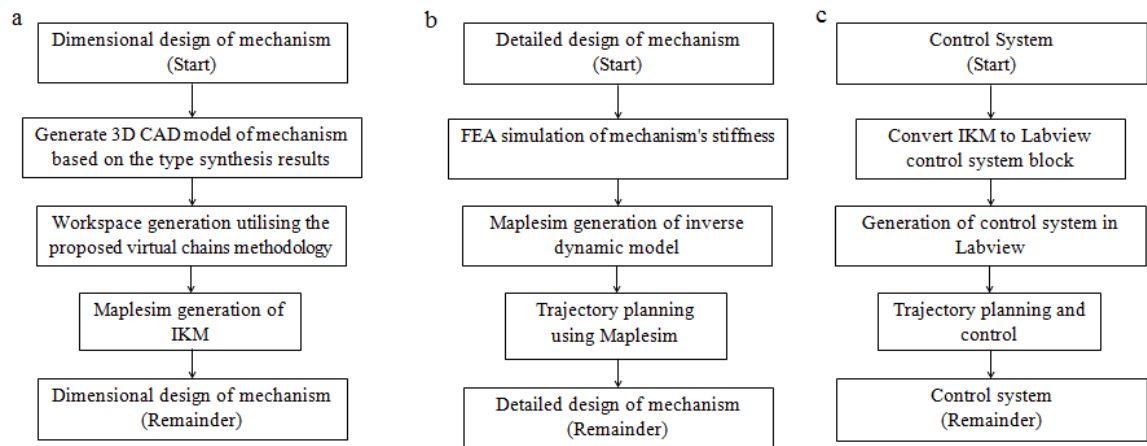 a
Dimensional design of mechanism
(Start)
Generate 3D CAD model of mechanism
based on the type synthesis results
Workspace generation utilising the
proposed virtual chains methodology
Maplesim generation of
IKM
Dimensional design of mechanism
(Remainder)
b
Detailed design of mechanism
(Start)
FEA simulation of mechanism's stiffness
Maplesim generation of inverse
dynamic model
Trajectory planning
using Maplesim
Detailed design of mechanism
(Remainder)
c
Control System
(Start)
Convert IKM to Labview
control system block
Generation of control system in
Labview
Trajectory planning and
control
Control system
(Remainder)